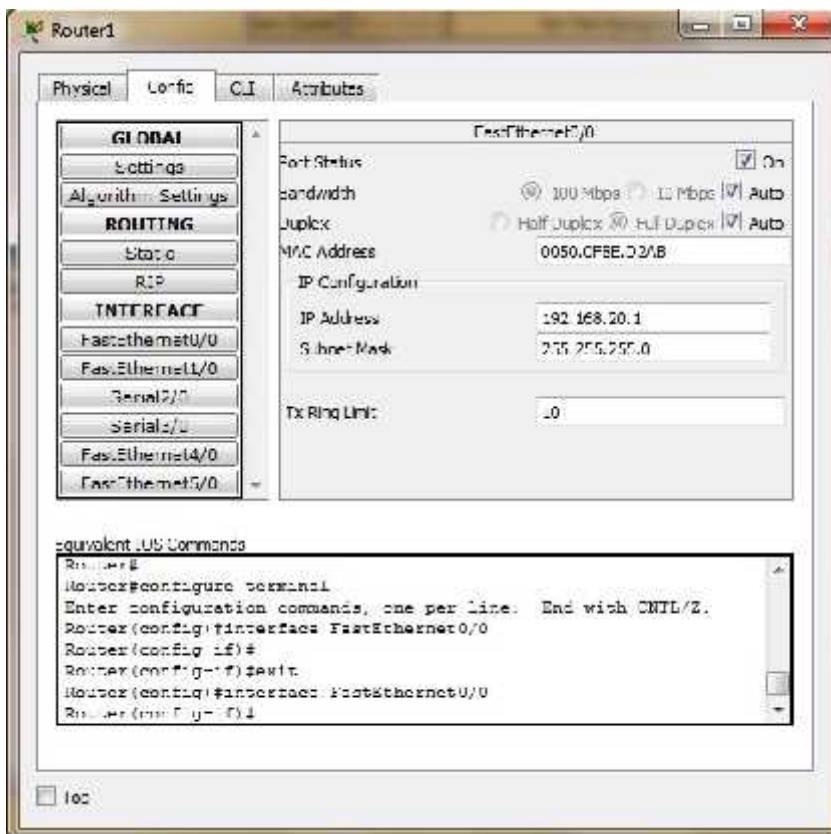 Router1
Physical Config CLI Attributes
GLOBAL
Settings
Algorithm Settings
ROUTING
Static
RIP
INTERFACE
FastEthernet0/0
FastEthernet1/0
Serial2/0
Serial3/0
FastEthernet4/0
FastEthernet5/0
FastEthernet0/0
Port Status On
Bandwidth 100 Mbps 10 Mbps Auto
Duplex Half Duplex Full Duplex Auto
MAC Address
IP Configuration
IP Address 192.168.20.1
Subnet Mask 255.255.255.0
Tx Ring Limit 10
Equivalent IOS Commands
Router#
Router#configure terminal
Enter configuration commands, one per line. End with CNTL/Z.
Router(config)#interface FastEthernet0/0
Router(config-if)#
Router(config-if)#exit
Router(config)#interface FastEthernet0/0
Router(config-if)#
Top